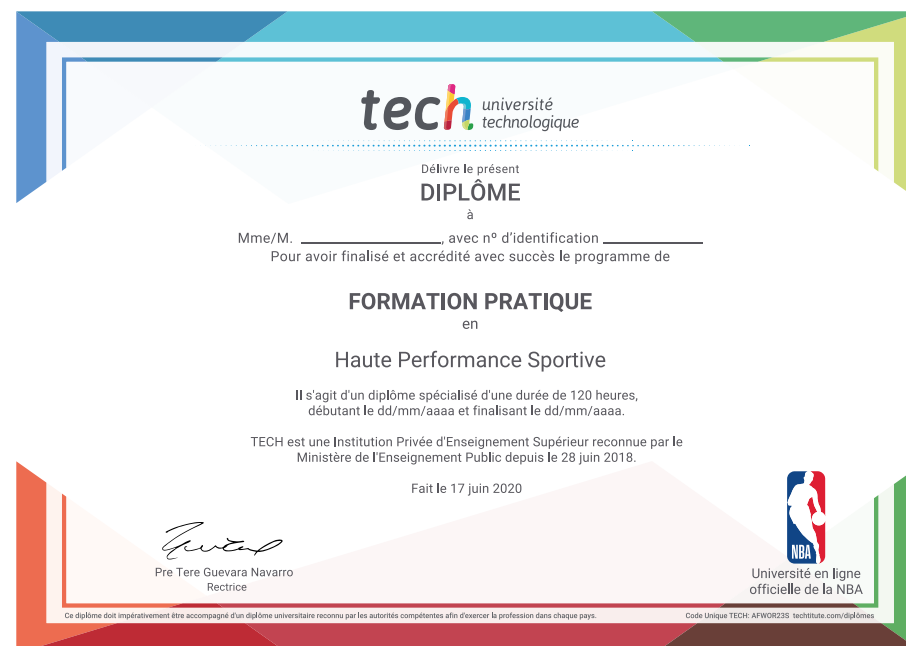 tech université
technologique
Délivre le présent
DIPLÔME
à
Mme/M. ____________________, avec nº d'identification ______________
Pour avoir finalisé et accrédité avec succès le programme de
FORMATION PRATIQUE
en
Haute Performance Sportive
Il s'agit d'un diplôme spécialisé d'une durée de 120 heures,
débutant le dd/mm/aaaa et finalisant le dd/mm/aaaa.
TECH est une Institution Privée d'Enseignement Supérieur reconnue par le
Ministère de l'Enseignement Public depuis le 28 juin 2018.
Fait le 17 juin 2020
Pre Tere Guevara Navarro
Rectrice
NBA
Université en ligne
officielle de la NBA
Ce diplôme doit impérativement être accompagné d'un diplôme universitaire reconnu par les autorités compétentes afin d'exercer la profession dans chaque pays.
Code Unique TECH: AFWOR23S techtitute.com/diplômes